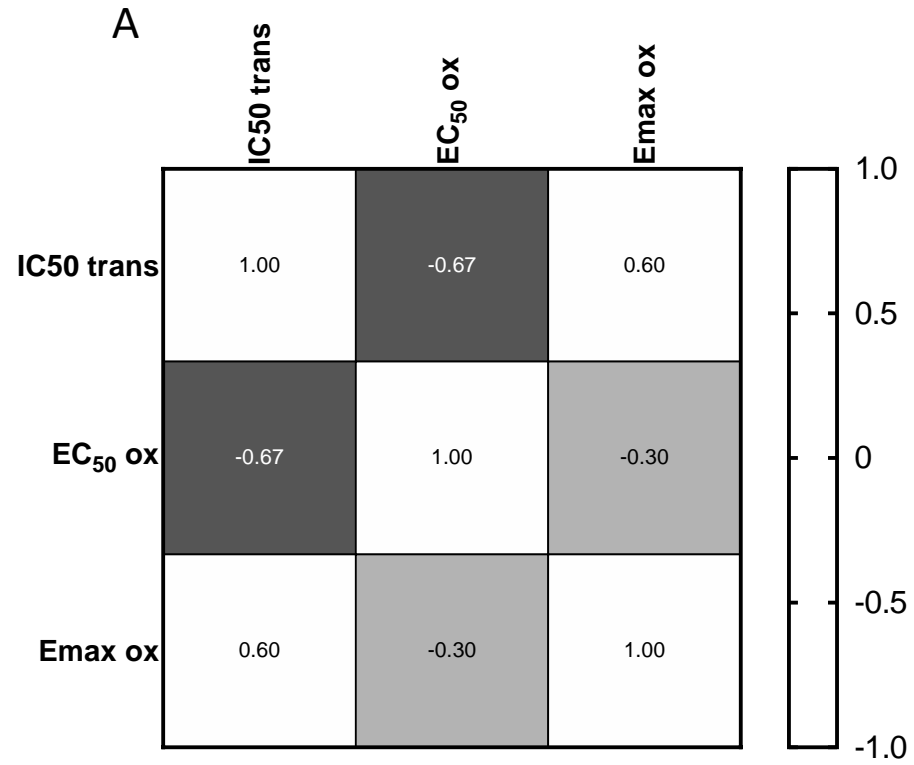 A
IC50 trans
EC50 ox
Emax ox
IC50 trans 1.00 -0.67 0.60
EC50 ox -0.67 1.00 -0.30
Emax ox 0.60 -0.30 1.00
1.0
0.5
0
-0.5
-1.0